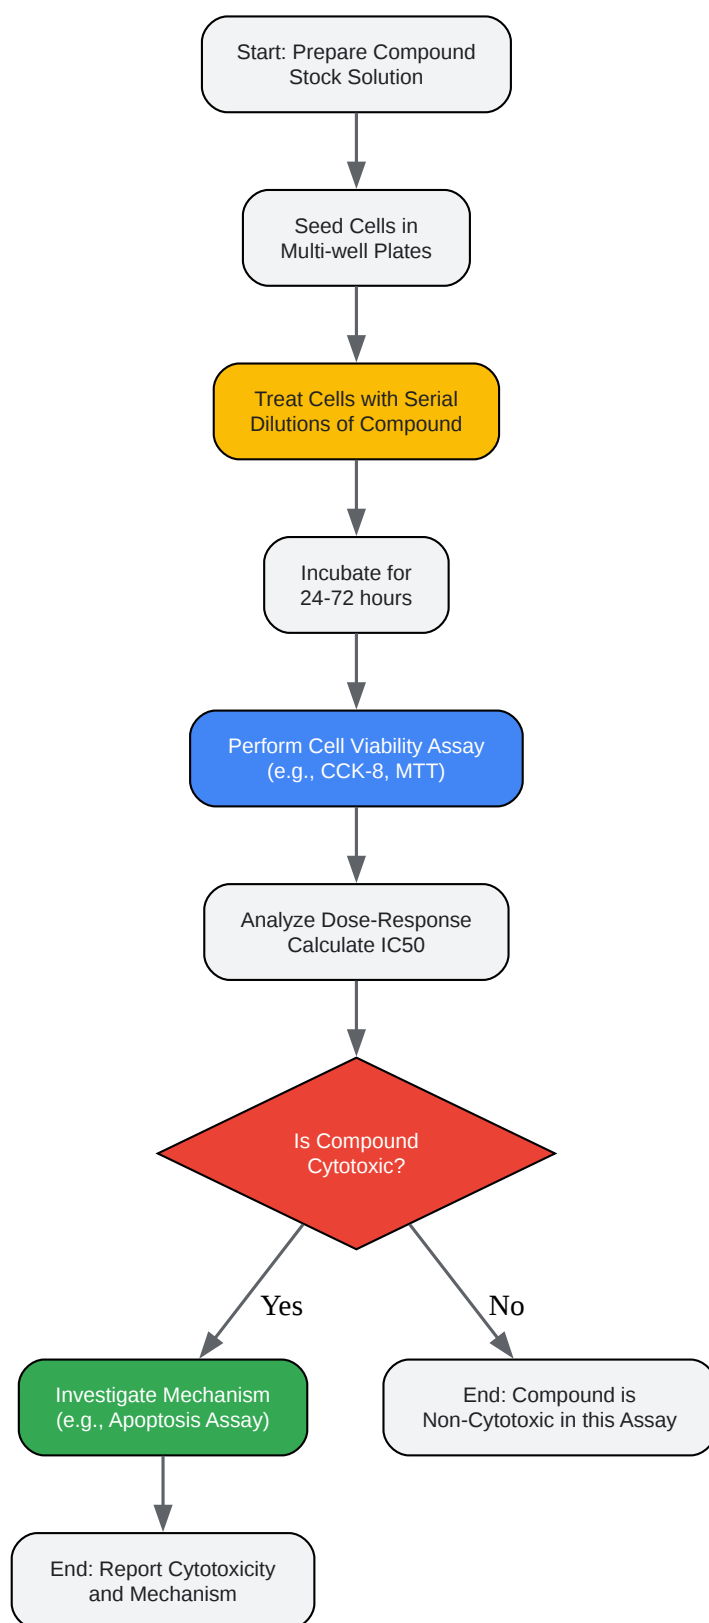 Start: Prepare Compound
Stock Solution
Seed Cells in
Multi-well Plates
Treat Cells with Serial
Dilutions of Compound
Incubate for
24-72 hours
Perform Cell Viability Assay
(e.g., CCK-8, MTT)
Analyze Dose-Response
Calculate IC50
Is Compound
Cytotoxic?
Yes
No
Investigate Mechanism
(e.g., Apoptosis Assay)
End: Compound is
Non-Cytotoxic in this Assay
End: Report Cytotoxicity
and Mechanism